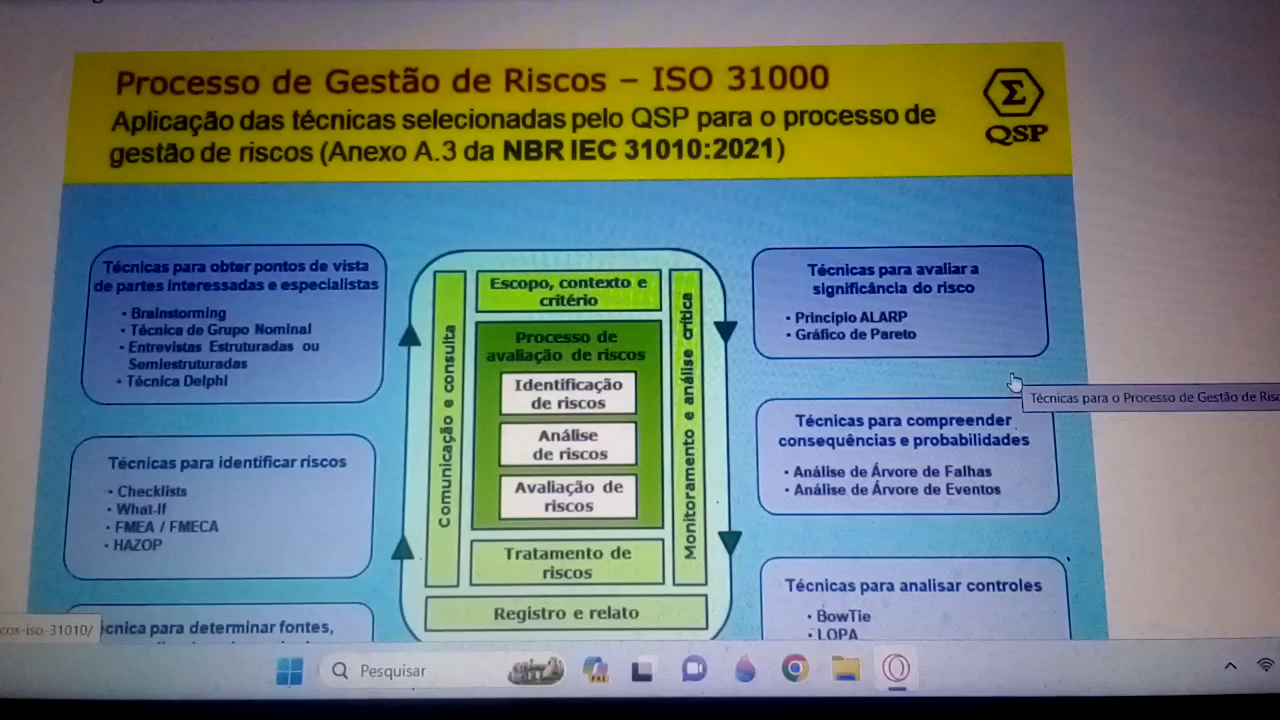 Processo de Gestão de Riscos – ISO 31000
Aplicação das técnicas selecionadas pelo QSP para o processo de
gestão de riscos (Anexo A.3 da NBR IEC 31010:2021)
Σ
QSP
Técnicas para obter pontos de vista
de partes interessadas e especialistas
• Brainstorming
• Técnica de Grupo Nominal
• Entrevistas Estruturadas ou
Semiestruturadas
• Técnica Delphi
Técnicas para identificar riscos
• Checklists
• What-If
• FMEA / FMECA
• HAZOP
écnica para determinar fontes,
Comunicação e consulta
Escopo, contexto e
critério
Processo de
avaliação de riscos
Identificação
de riscos
Análise
de riscos
Avaliação de
riscos
Tratamento de
riscos
Monitoramento e análise crítica
Registro e relato
Técnicas para avaliar a
significância do risco
• Princípio ALARP
• Gráfico de Pareto
Técnicas para o Processo de Gestão de Risc
Técnicas para compreender
consequências e probabilidades
• Análise de Árvore de Falhas
• Análise de Árvore de Eventos
Técnicas para analisar controles
• BowTie
• LOPA
cos-iso-31010/
Pesquisar
PRE